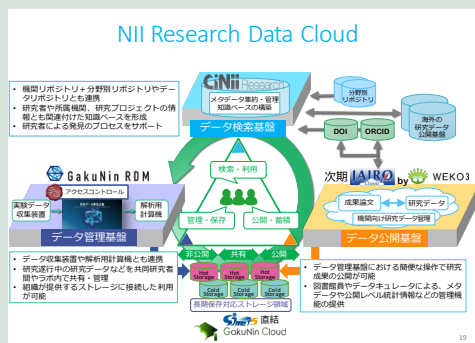 NII Research Data Cloud
• 機関リポジトリ+分野別リポジトリやデー
タリポジトリとも連携
• 研究者や所属機関、研究プロジェクトの情
報とも関連付けた知識ベースを形成
• 研究者による発見のプロセスをサポート
CiNii Research
メタデータ集約・管理
知識ベースの構築
データ検索基盤
分野別
リポジトリ
海外の
研究データ
公開基盤
DOI
ORCID
GakuNin RDM
アクセスコントロール
実験データ
収集装置
解析用
計算機
データ管理基盤
検索・利用
管理・保存
公開・蓄積
次期 JAIRO Cloud by WEKO3
成果論文
研究データ
機関向け研究データ管理
データ公開基盤
非公開
共有
公開
Hot Storage
Hot Storage
Hot Storage
Cold Storage
Cold Storage
Cold Storage
Cold Storage
長期保存対応ストレージ領域
SINET5 直結
GakuNin Cloud
• データ収集装置や解析用計算機とも連携
• 研究遂行中の研究データなどを共同研究者
間やラボ内で共有・管理
• 組織が提供するストレージに接続した利用
が可能
• データ管理基盤における簡便な操作で研究
成果の公開が可能
• 図書館員やデータキュレータによる、メタ
データや公開レベル統計情報などの管理機
能の提供
19